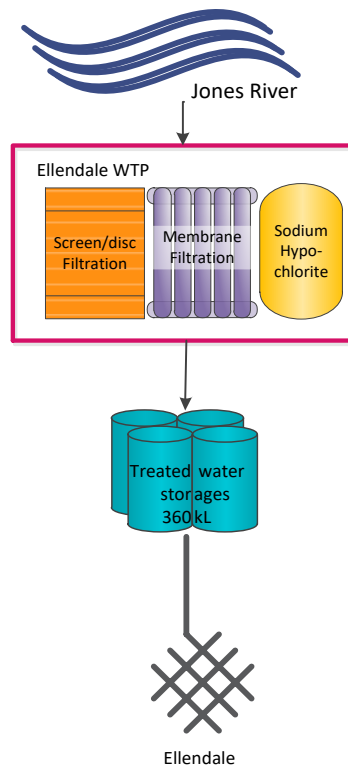 Jones River
Ellendale WTP
Screen/disc
Filtration
Membrane
Filtration
Sodium
Hypo-
chlorite
Treated water
storages
360 kL
Ellendale